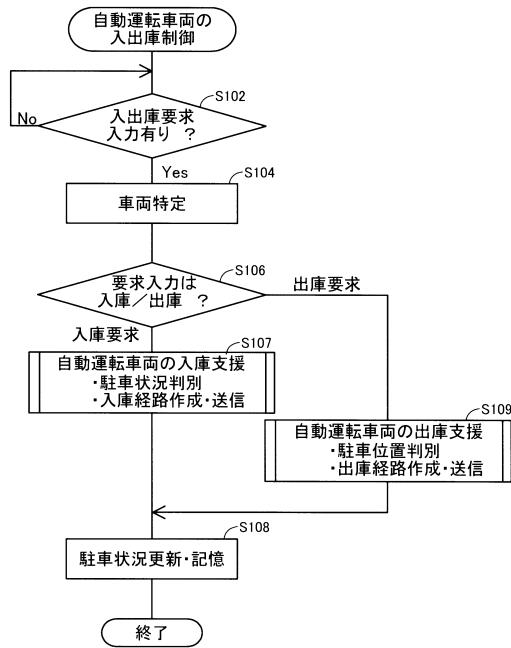 自動運転車両の
入出庫制御
S102
No
入出庫要求
入力有り ?
Yes
S104
車両特定
S106
要求入力は
入庫/出庫 ?
出庫要求
入庫要求
S107
自動運転車両の入庫支援
・駐車状況判別
・入庫経路作成・送信
S109
自動運転車両の出庫支援
・駐車位置判別
・出庫経路作成・送信
S108
駐車状況更新・記憶
終了